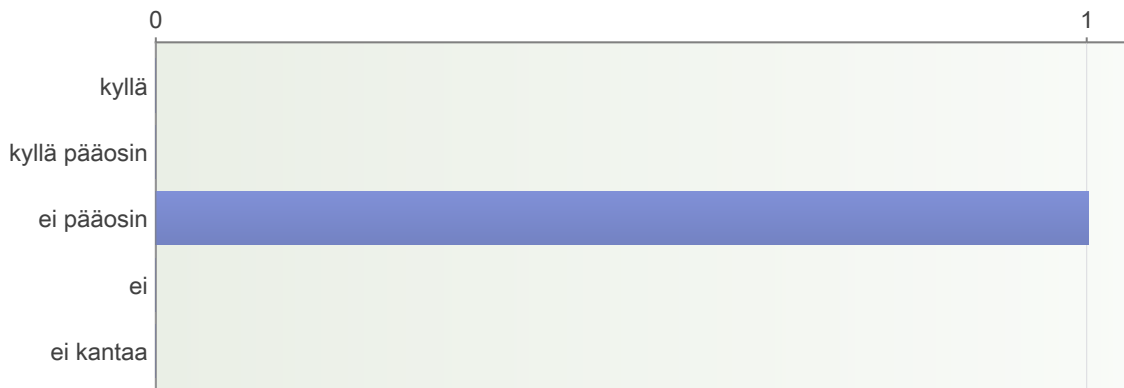 0 1
kyllä
kyllä pääosin
ei pääosin
ei
ei kantaa